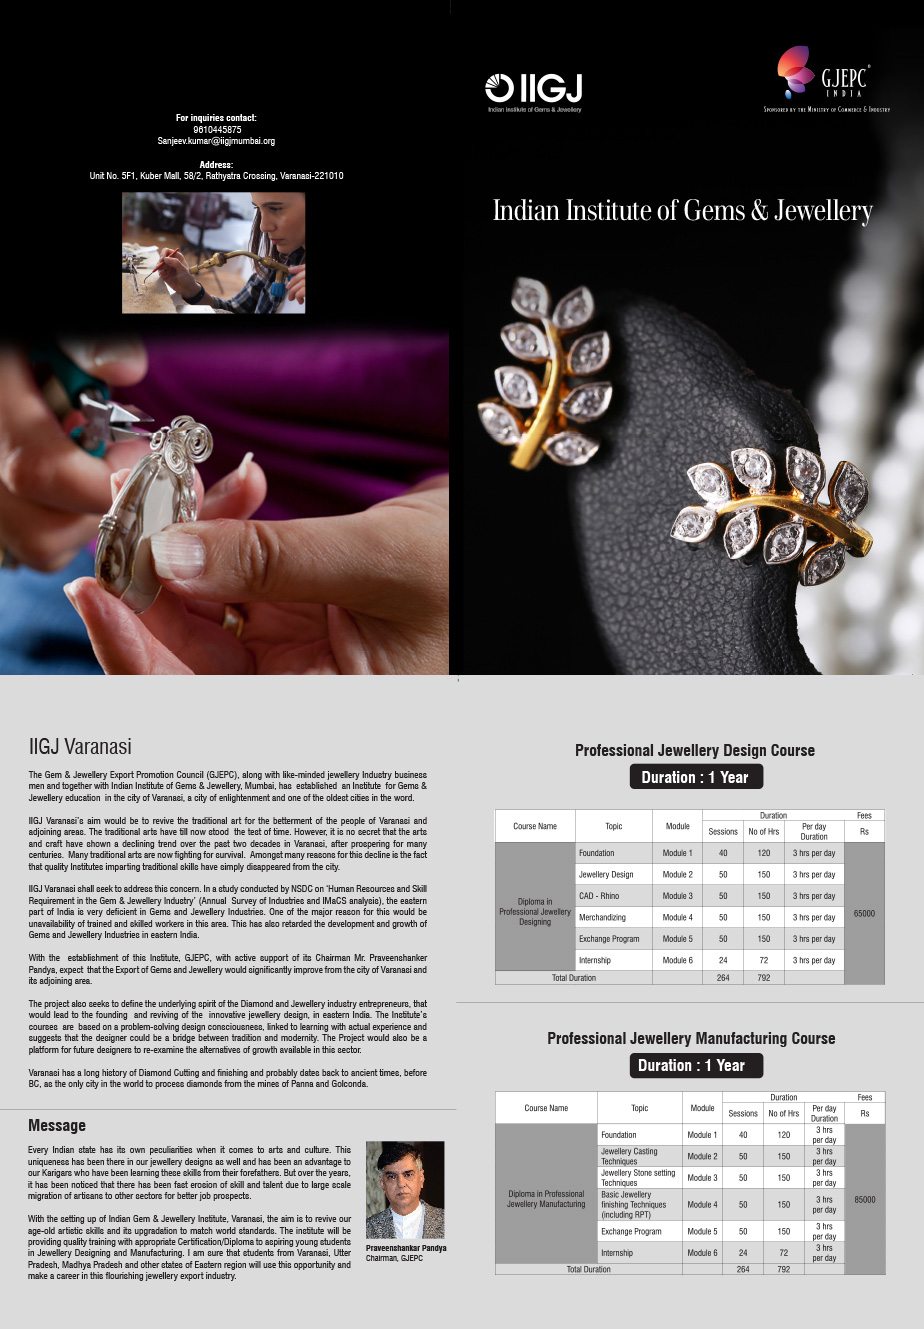 For inquiries contact:
9610445875
Sanjeev.kumar@iigjmumbai.org
Address:
Unit No. 5F1, Kuber Mall, 58/2, Rathyatra Crossing, Varanasi-221010
IIGJ
Indian Institute of Gems & Jewellery
GJEPC
INDIA
SPONSORED BY THE MINISTRY OF COMMERCE & INDUSTRY
Indian Institute of Gems & Jewellery
IIGJ Varanasi
The Gem & Jewellery Export Promotion Council (GJEPC), along with like-minded jewellery Industry business
men and together with Indian Institute of Gems & Jewellery, Mumbai, has established an Institute for Gems &
Jewellery education in the city of Varanasi, a city of enlightenment and one of the oldest cities in the word.
IIGJ Varanasi's aim would be to revive the traditional art for the betterment of the people of Varanasi and
adjoining areas. The traditional arts have till now stood the test of time. However, it is no secret that the arts
and craft have shown a declining trend over the past two decades in Varanasi, after prospering for many
centuries. Many traditional arts are now fighting for survival. Amongst many reasons for this decline is the fact
that quality Institutes imparting traditional skills have simply disappeared from the city.
IIGJ Varanasi shall seek to address this concern. In a study conducted by NSDC on 'Human Resources and Skill
Requirement in the Gem & Jewellery Industry' (Annual Survey of Industries and IMaCS analysis), the eastern
part of India is very deficient in Gems and Jewellery Industries. One of the major reason for this would be
unavailability of trained and skilled workers in this area. This has also retarded the development and growth of
Gems and Jewellery Industries in eastern India.
With the establishment of this Institute, GJEPC, with active support of its Chairman Mr. Praveenshanker
Pandya, expect that the Export of Gems and Jewellery would significantly improve from the city of Varanasi and
its adjoining area.
The project also seeks to define the underlying spirit of the Diamond and Jewellery industry entrepreneurs, that
would lead to the founding and reviving of the innovative jewellery design, in eastern India. The Institute's
courses are based on a problem-solving design consciousness, linked to learning with actual experience and
suggests that the designer could be a bridge between tradition and modernity. The Project would also be a
platform for future designers to re-examine the alternatives of growth available in this sector.
Varanasi has a long history of Diamond Cutting and finishing and probably dates back to ancient times, before
BC, as the only city in the world to process diamonds from the mines of Panna and Golconda.
Message
Every Indian state has its own peculiarities when it comes to arts and culture. This
uniqueness has been there in our jewellery designs as well and has been an advantage to
our Karigars who have been learning these skills from their forefathers. But over the years,
it has been noticed that there has been fast erosion of skill and talent due to large scale
migration of artisans to other sectors for better job prospects.
With the setting up of Indian Gem & Jewellery Institute, Varanasi, the aim is to revive our
age-old artistic skills and its upgradation to match world standards. The institute will be
providing quality training with appropriate Certification/Diploma to aspiring young students
in Jewellery Designing and Manufacturing. I am sure that students from Varanasi, Utter
Pradesh, Madhya Pradesh and other states of Eastern region will use this opportunity and
make a career in this flourishing jewellery export industry.
Praveenshankar Pandya
Chairman, GJEPC
Professional Jewellery Design Course
Duration : 1 Year
Course Name Topic Module Duration Fees
Sessions No of Hrs Per day Duration Rs
Diploma in Professional Jewellery Designing
Foundation Module 1 40 120 3 hrs per day
Jewellery Design Module 2 50 150 3 hrs per day
CAD - Rhino Module 3 50 150 3 hrs per day
Merchandizing Module 4 50 150 3 hrs per day
Exchange Program Module 5 50 150 3 hrs per day
Internship Module 6 24 72 3 hrs per day
65000
Total Duration 264 792
Professional Jewellery Manufacturing Course
Duration : 1 Year
Course Name Topic Module Duration Fees
Sessions No of Hrs Per day Duration Rs
Diploma in Professional Jewellery Manufacturing
Foundation Module 1 40 120 3 hrs per day
Jewellery Casting Techniques Module 2 50 150 3 hrs per day
Jewellery Stone setting Techniques Module 3 50 150 3 hrs per day
Basic Jewellery finishing Techniques (including RPT) Module 4 50 150 3 hrs per day
Exchange Program Module 5 50 150 3 hrs per day
Internship Module 6 24 72 3 hrs per day
85000
Total Duration 264 792